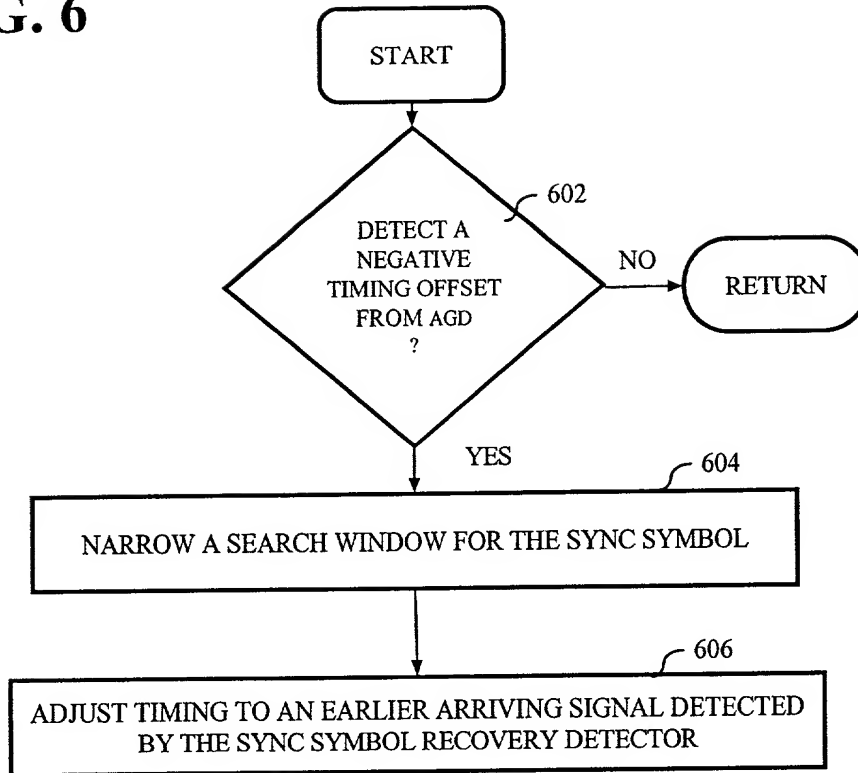 G. 6
START
602
DETECT A
NEGATIVE
TIMING OFFSET
FROM AGD
?
NO
RETURN
YES
604
NARROW A SEARCH WINDOW FOR THE SYNC SYMBOL
606
ADJUST TIMING TO AN EARLIER ARRIVING SIGNAL DETECTED
BY THE SYNC SYMBOL RECOVERY DETECTOR